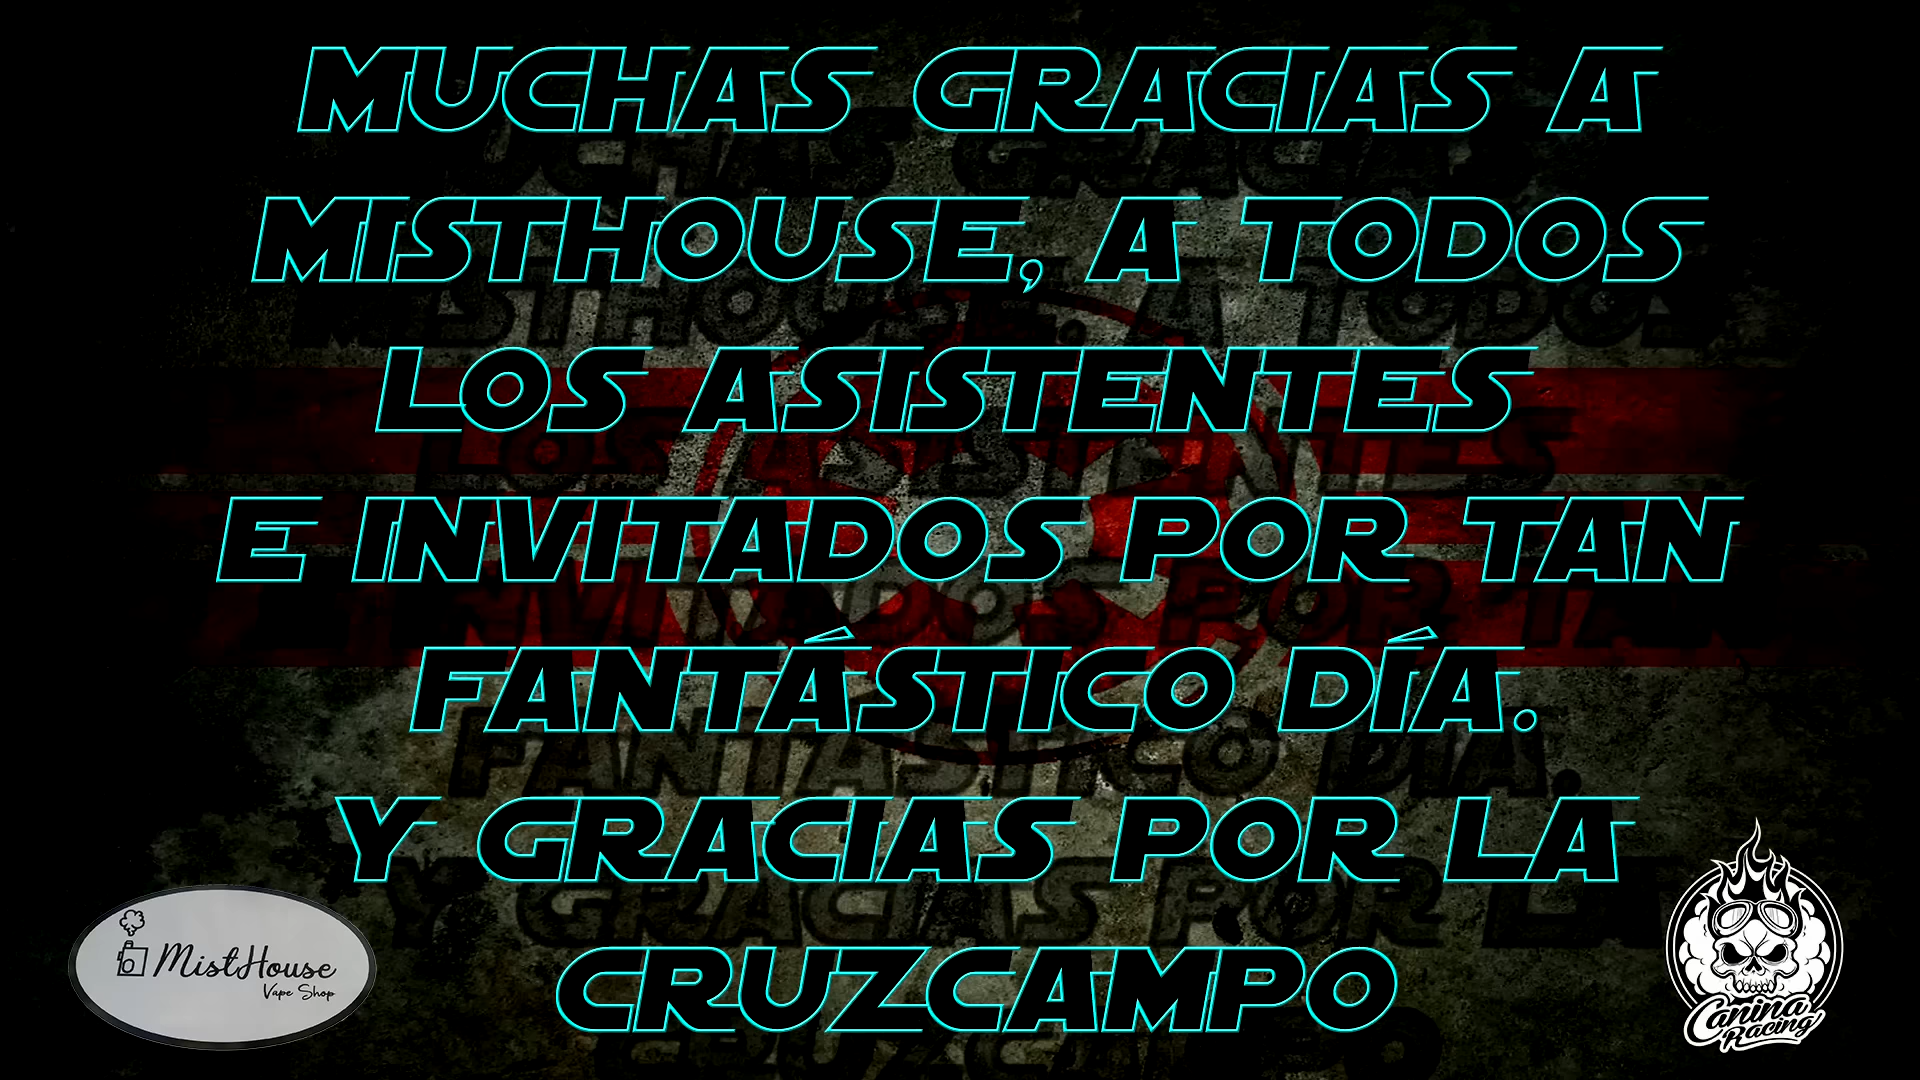 MUCHAS GRACIAS A
MISTHOUSE, A TODOS
LOS ASISTENTES
E INVITADOS POR TAN
FANTÁSTICO DÍA.
Y GRACIAS POR LA
CRUZCAMPO
MistHouse
Vape Shop
Canina
Racing